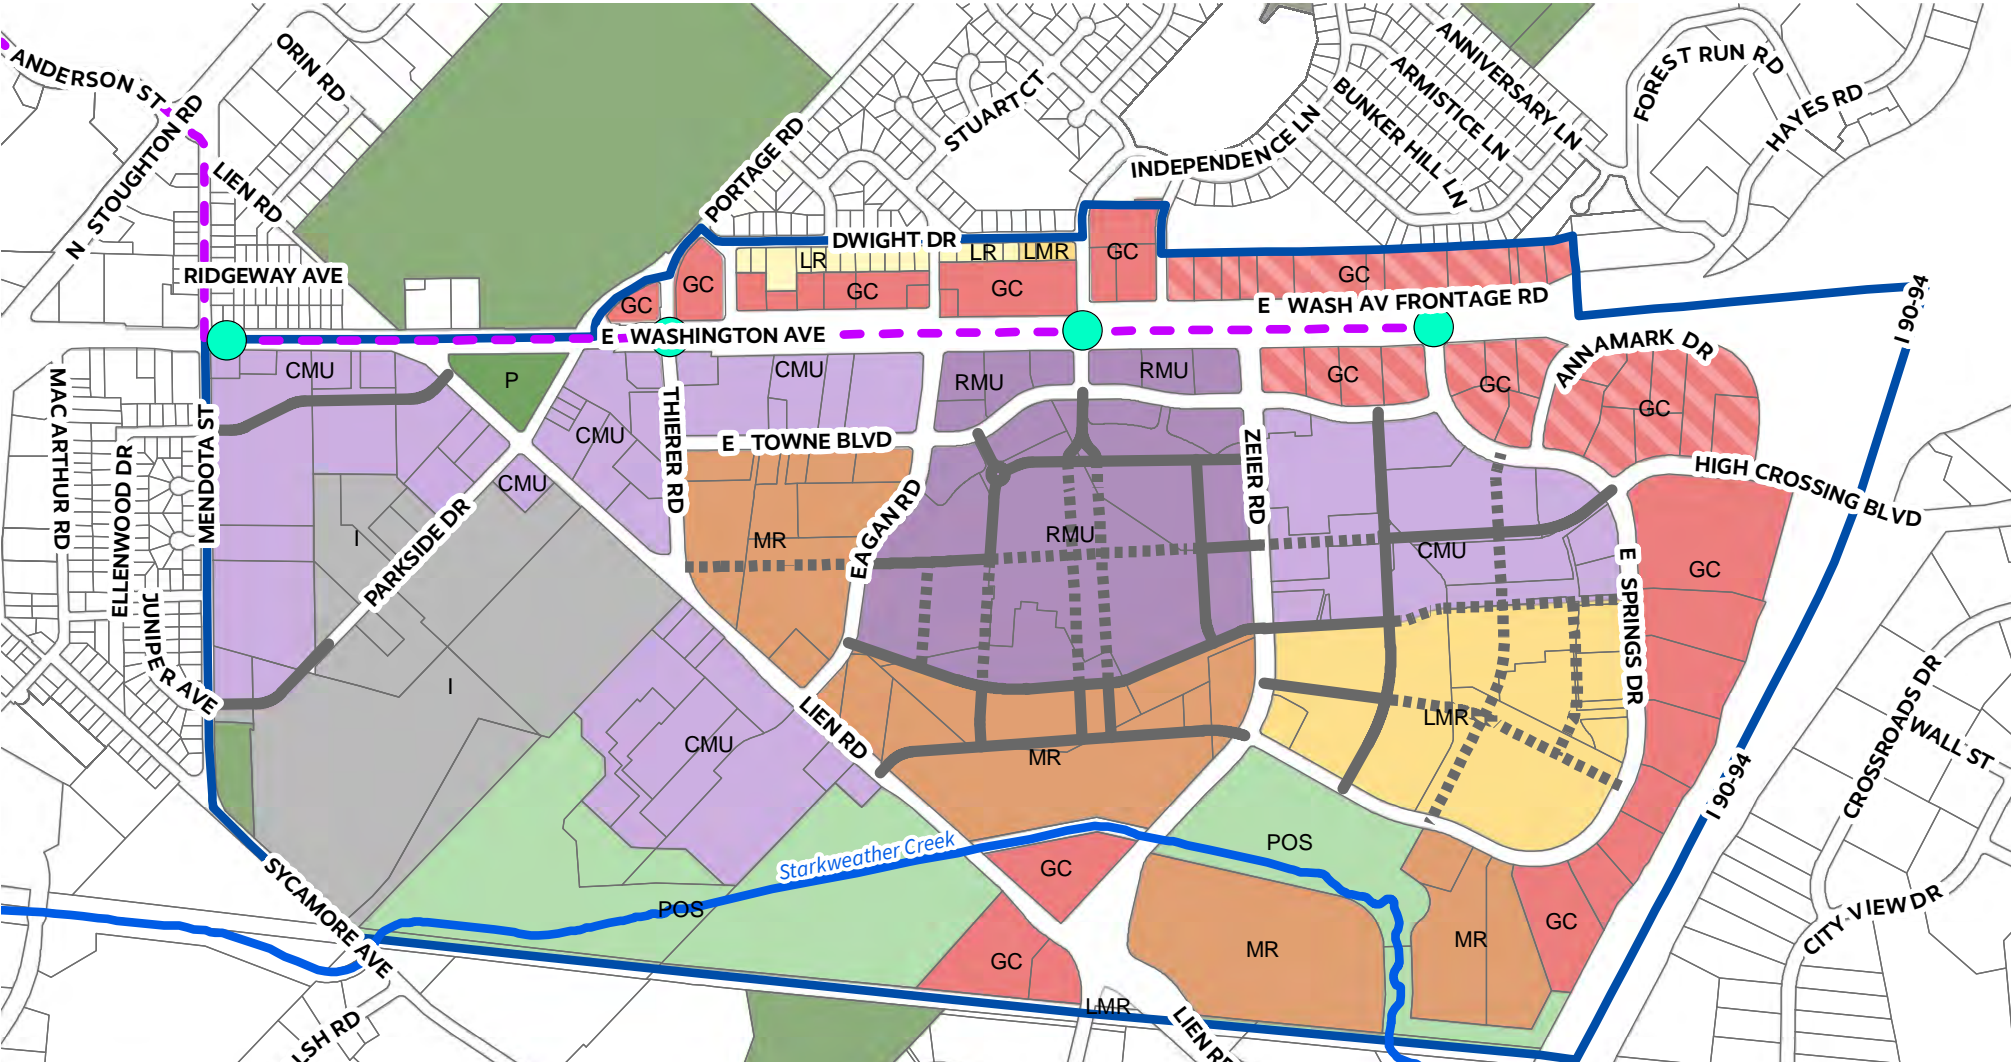 ANDERSON ST
ORIN RD
N STOUGHTON RD
LIEN RD
RIDGEWAY AVE
PORTAGE RD
STUART CT
INDEPENDENCE LN
ANNIVERSARY LN
ARMISTICE LN
BUNKER HILL LN
FOREST RUN RD
HAYES RD
DWIGHT DR
LR
LR
LMR
GC
GC
GC
GC
GC
GC
E WASH AV FRONTAGE RD
E WASHINGTON AVE
I 90-94
ANNAMARK DR
CMU
P
CMU
RMU
RMU
GC
GC
GC
MAC ARTHUR RD
ELLENWOOD DR
JUNIPER AVE
MENDOTA ST
THIERER RD
E TOWNE BLVD
CMU
CMU
EAGAN RD
ZEIER RD
HIGH CROSSING BLVD
I
PARKSIDE DR
MR
RMU
CMU
E SPRINGS DR
GC
I
CMU
LIEN RD
MR
LMR
I 90-94
CROSSROADS DR
WALL ST
Starkweather Creek
POS
POS
GC
SYCAMORE AVE
GC
MR
MR
GC
CITY VIEW DR
LMR
LIEN RD
LSH RD